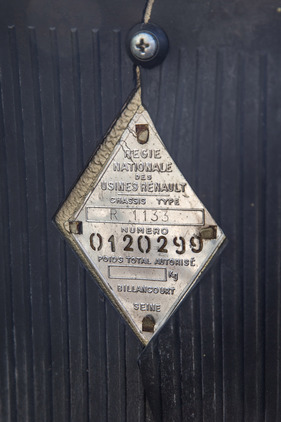 REGIE
NATIONALE
DES
USINES RENAULT
CHASSIS TYPE
R 1133
NUMERO
0120299
POIDS TOTAL AUTORISÉ
Kg
BILLANCOURT
SEINE